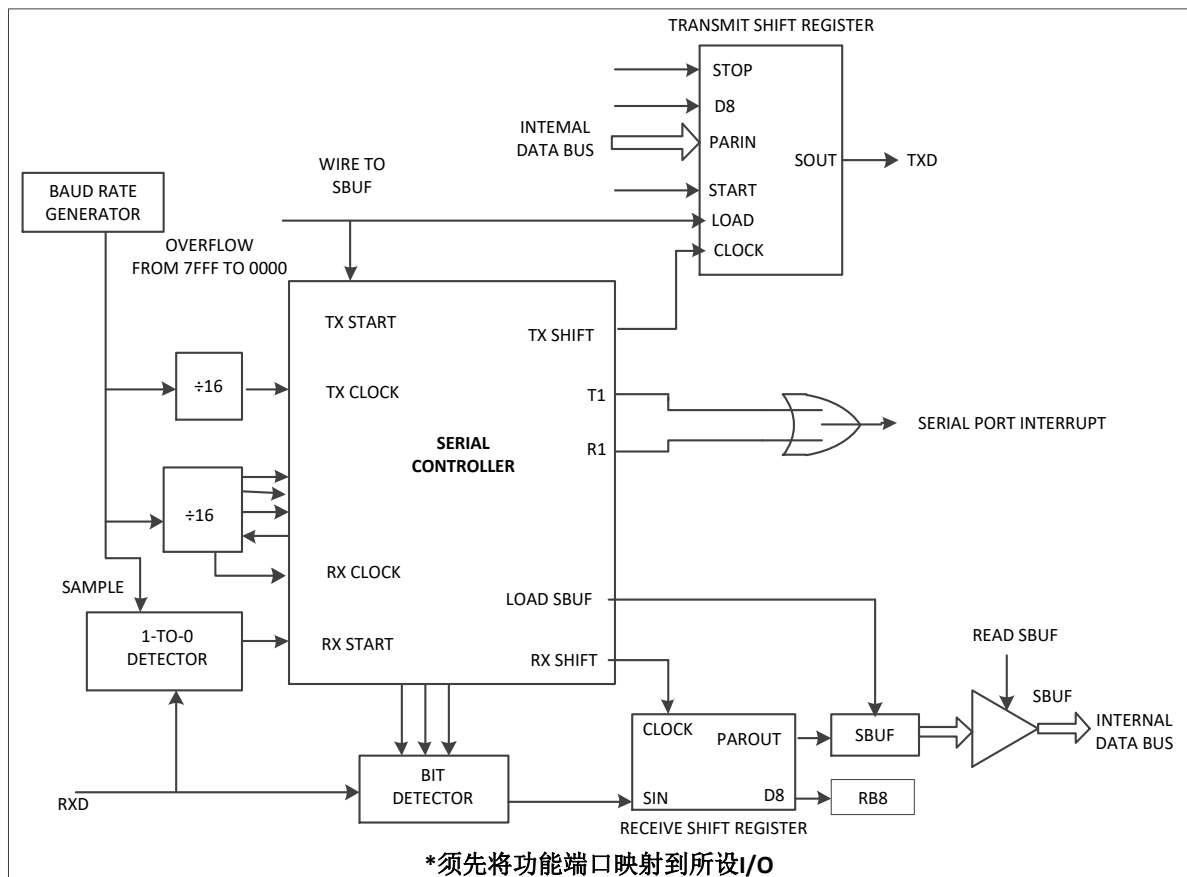 TRANSMIT SHIFT REGISTER
STOP
D8
INTEMAL
DATA BUS
PARIN
SOUT
TXD
WIRE TO
SBUF
START
BAUD RATE
GENERATOR
LOAD
OVERFLOW
FROM 7FFF TO 0000
CLOCK
TX START
TX SHIFT
÷16
TX CLOCK
T1
SERIAL
CONTROLLER
SERIAL PORT INTERRUPT
R1
÷16
RX CLOCK
SAMPLE
LOAD SBUF
1-TO-0
DETECTOR
RX START
RX SHIFT
READ SBUF
SBUF
CLOCK
PAROUT
SBUF
INTERNAL
DATA BUS
BIT
DETECTOR
RXD
SIN
D8
RB8
RECEIVE SHIFT REGISTER
*须先将功能端口映射到所设I/O